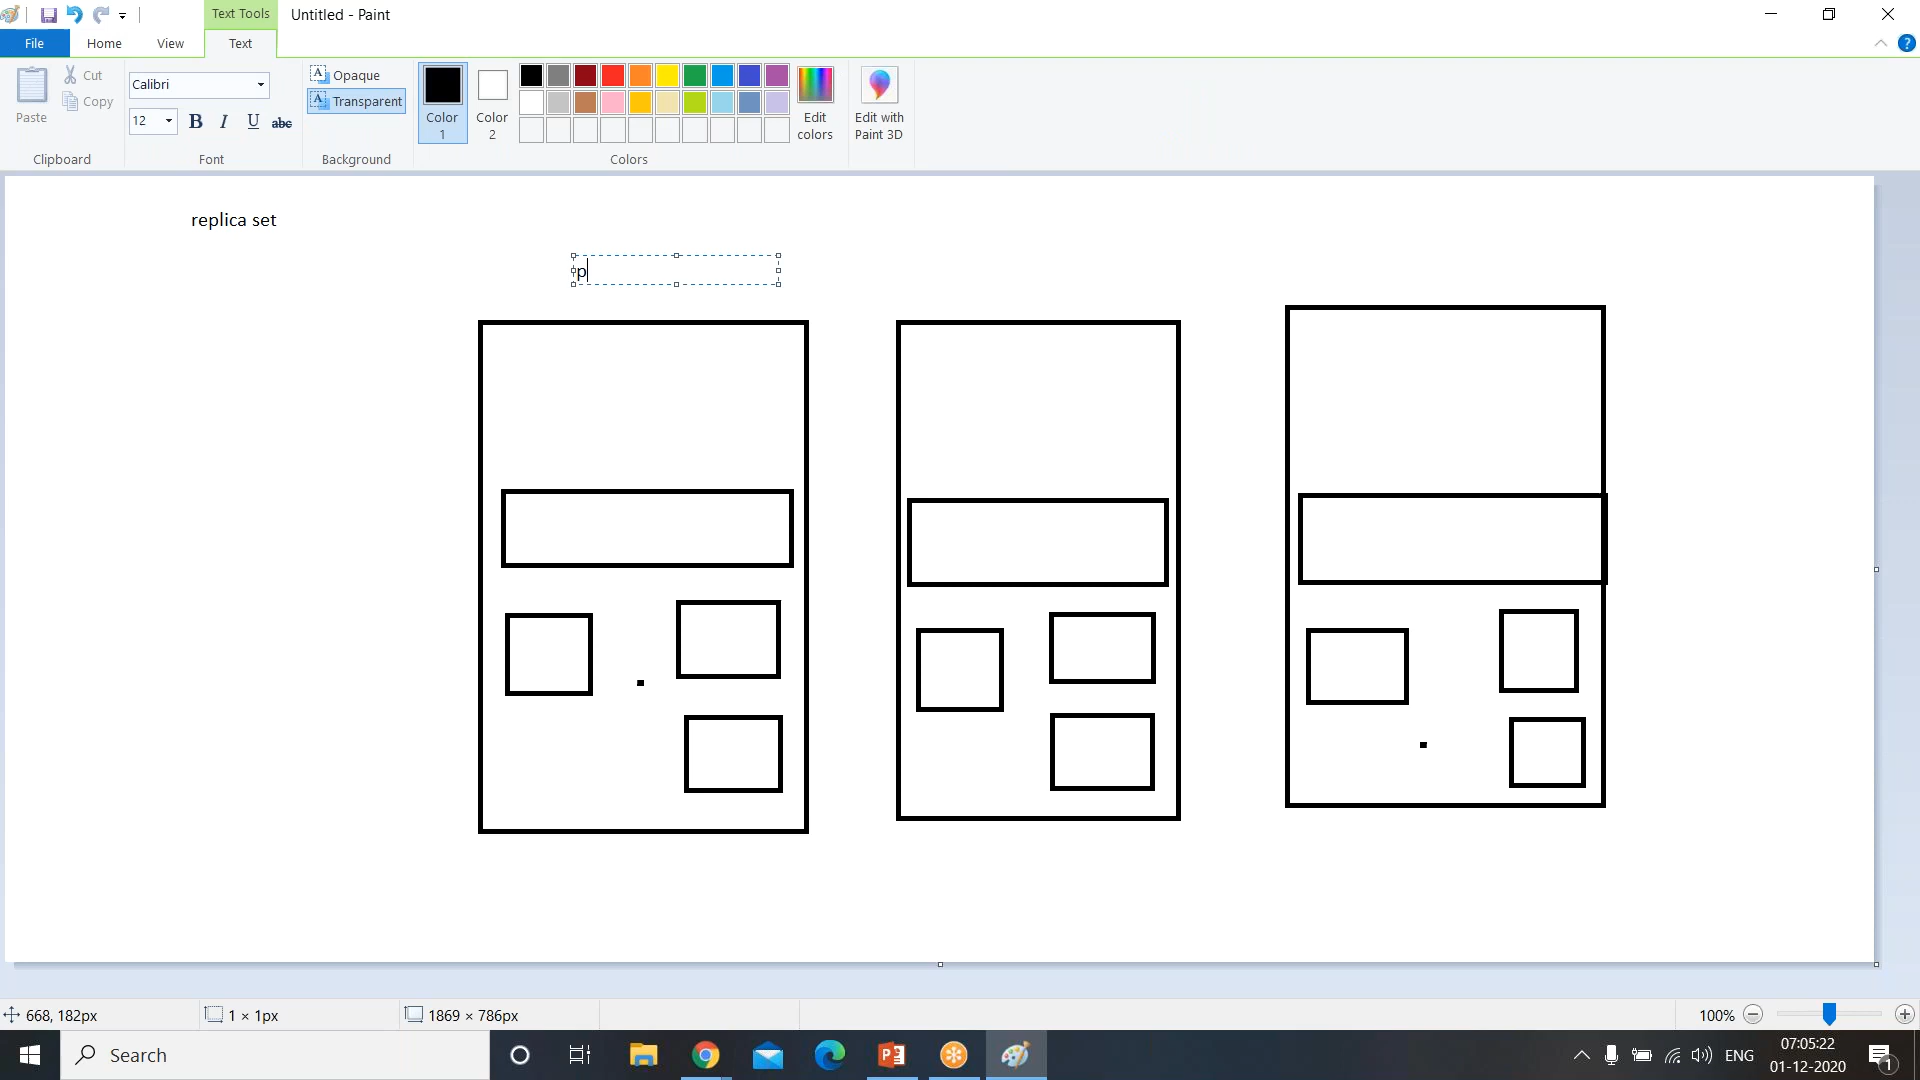 Text Tools
Untitled - Paint
File
Home
View
Text
Paste
Cut
Copy
Clipboard
Calibri
12
B I U abc
Font
Opaque
Transparent
Background
Color 1
Color 2
Edit colors
Colors
Edit with Paint 3D
replica set
p
668, 182px
1 × 1px
1869 × 786px
100%
Search
ENG
07:05:22
01-12-2020
1